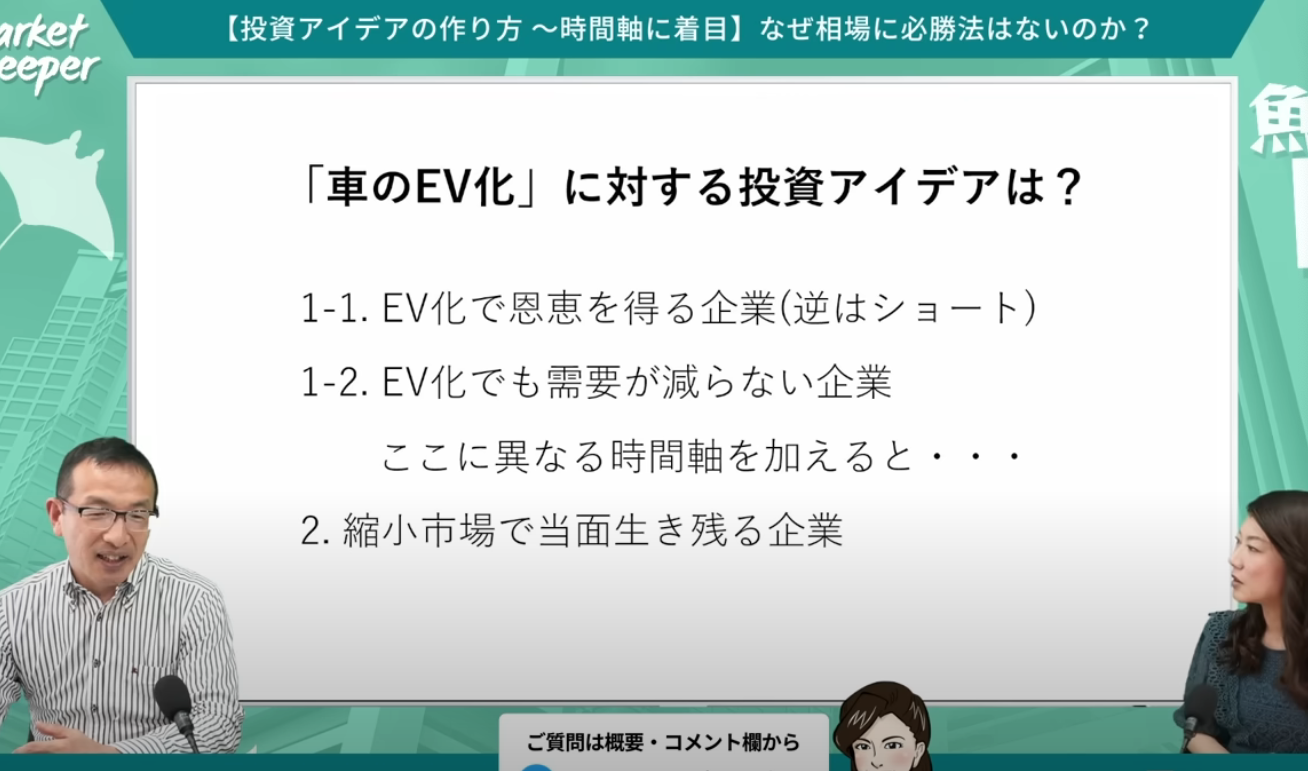 【投資アイデアの作り方 ～時間軸に着目】なぜ相場に必勝法はないのか？
arket
eeper
魚
「車のEV化」に対する投資アイデアは？
1-1. EV化で恩恵を得る企業(逆はショート)
1-2. EV化でも需要が減らない企業
ここに異なる時間軸を加えると・・・
2. 縮小市場で当面生き残る企業
ご質問は概要・コメント欄から